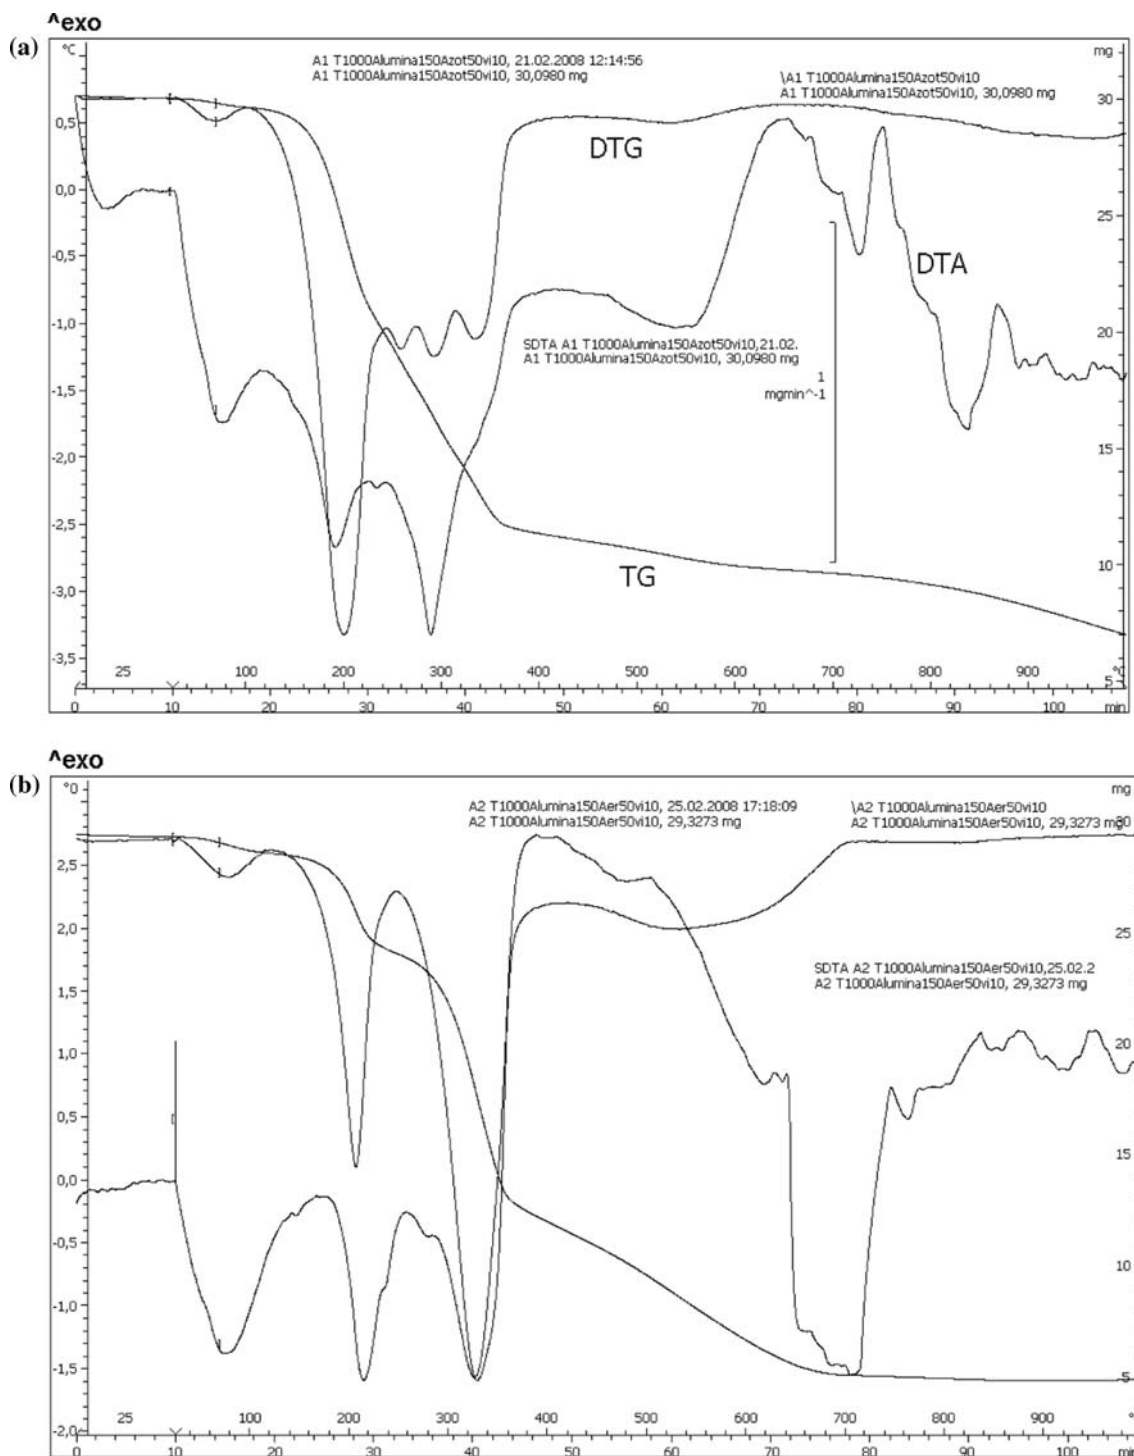 ^exo
(a)
°C
mg
A1 T1000Alumina150Azot50vi10, 21.02.2008 12:14:56
A1 T1000Alumina150Azot50vi10, 30,0980 mg
\A1 T1000Alumina150Azot50vi10
A1 T1000Alumina150Azot50vi10, 30,0980 mg
30
0,5
DTG
0,0
25
-0,5
DTA
-1,0
20
SDTA A1 T1000Alumina150Azot50vi10,21.02.
A1 T1000Alumina150Azot50vi10, 30,0980 mg
1
mgmin^-1
-1,5
15
-2,0
-2,5
10
TG
-3,0
-3,5
25 100 200 300 400 500 600 700 800 900
5
0 10 20 30 40 50 60 70 80 90 100 min
^exo
(b)
mg
A2 T1000Alumina150Aer50vi10, 25.02.2008 17:18:09
A2 T1000Alumina150Aer50vi10, 29,3273 mg
\A2 T1000Alumina150Aer50vi10
A2 T1000Alumina150Aer50vi10, 29,3273 mg
30
2,5
25
2,0
SDTA A2 T1000Alumina150Aer50vi10,25.02.2
A2 T1000Alumina150Aer50vi10, 29,3273 mg
1,5
20
1,0
0,5
15
0,0
-0,5
10
-1,0
-1,5
5
-2,0
25 100 200 300 400 500 600 700 800 900
0 10 20 30 40 50 60 70 80 90 100